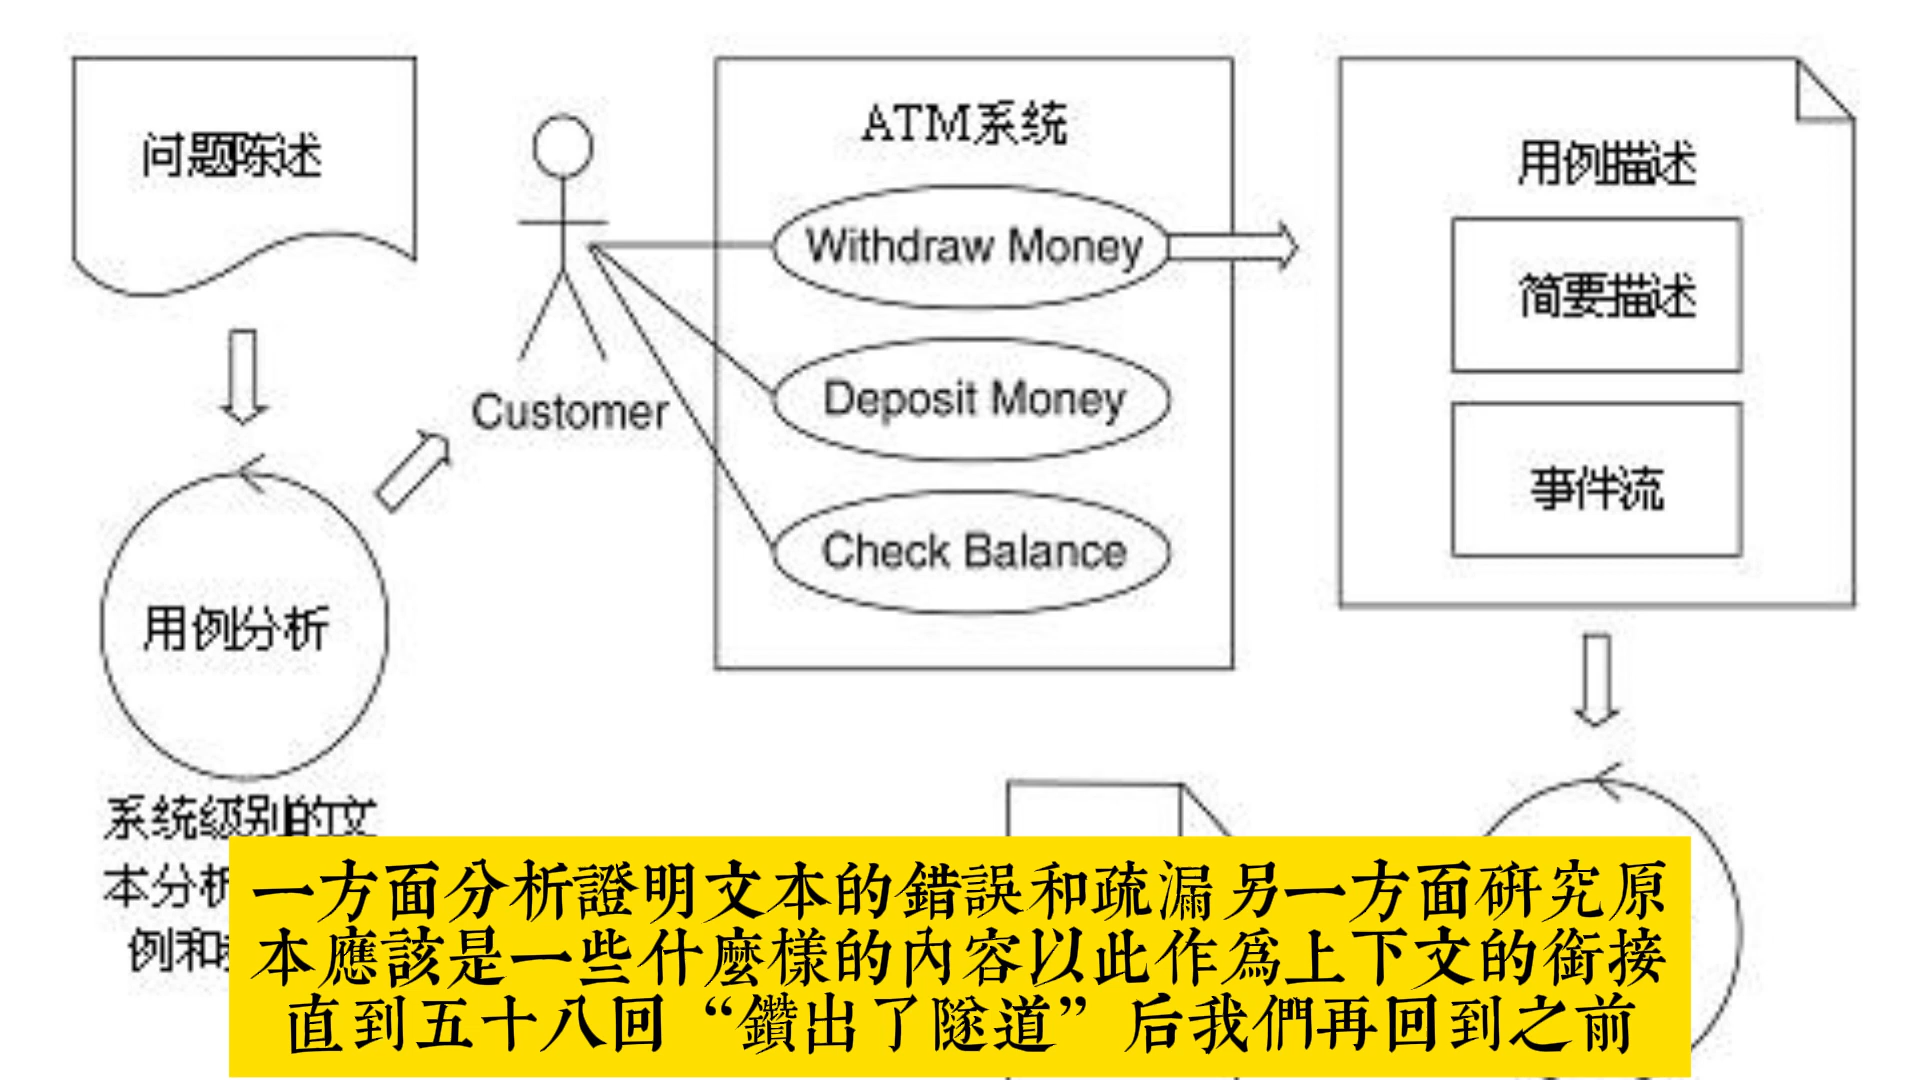 问题陈述
ATM系统
Withdraw Money
Deposit Money
Check Balance
Customer
用例描述
简要描述
事件流
用例分析
系统级别的文
本分析
例和
一方面分析證明文本的錯誤和疏漏另一方面研究原
本應該是一些什麼樣的內容以此作爲上下文的銜接
直到五十八回“鑽出了隧道”后我們再回到之前